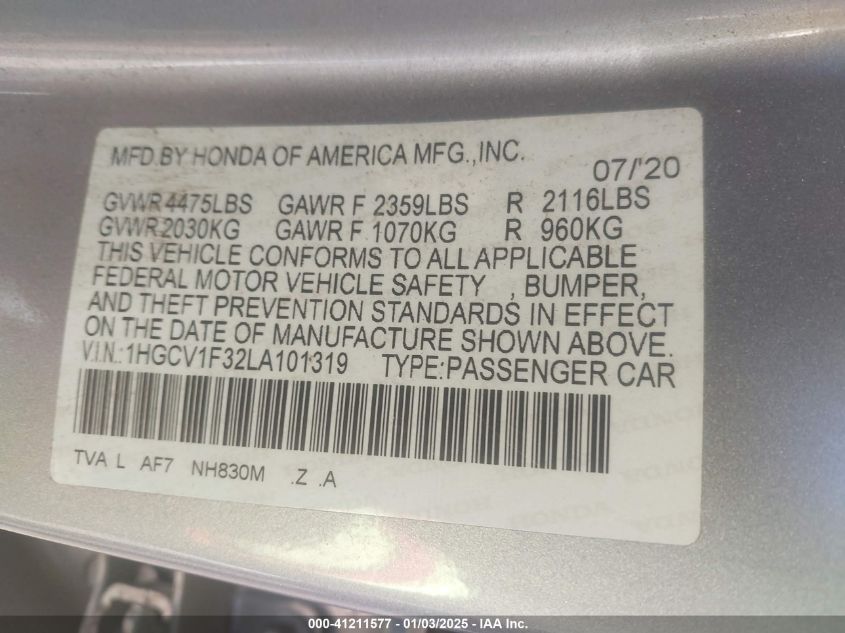 MFD.BY HONDA OF AMERICA MFG.,INC.
07/'20
GVWR 4475LBS GAWR F 2359LBS R 2116LBS
GVWR 2030KG GAWR F 1070KG R 960KG
THIS VEHICLE CONFORMS TO ALL APPLICABLE
FEDERAL MOTOR VEHICLE SAFETY , BUMPER,
AND THEFT PREVENTION STANDARDS IN EFFECT
ON THE DATE OF MANUFACTURE SHOWN ABOVE.
V.I.N.:1HGCV1F32LA101319 TYPE:PASSENGER CAR
TVA L AF7 NH830M .Z .A
000-41211577 - 01/03/2025 - IAA Inc.